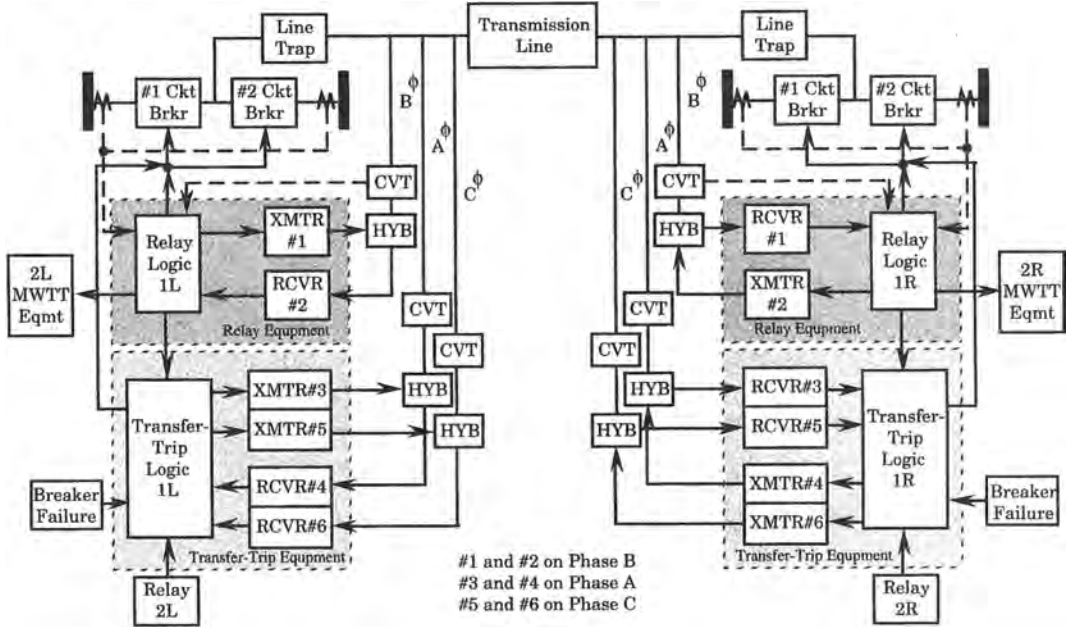 Line
Trap
Transmission
Line
Line
Trap
#1 Ckt
Brkr
#2 Ckt
Brkr
#1 Ckt
Brkr
#2 Ckt
Brkr
B ϕ
A ϕ
C ϕ
C ϕ
A ϕ
B ϕ
CVT
CVT
Relay
Logic
1L
XMTR
#1
HYB
HYB
RCVR
#1
Relay
Logic
1R
2L
MWTT
Eqmt
RCVR
#2
XMTR
#2
2R
MWTT
Eqmt
Relay Equpment
Relay Equpment
CVT
CVT
CVT
CVT
Transfer-
Trip
Logic
1L
XMTR#3
XMTR#5
HYB
HYB
HYB
HYB
RCVR#3
RCVR#5
Transfer-
Trip
Logic
1R
Breaker
Failure
RCVR#4
RCVR#6
XMTR#4
XMTR#6
Breaker
Failure
Transfer-Trip Equpment
Transfer-Trip Equpment
Relay
2L
#1 and #2 on Phase B
#3 and #4 on Phase A
#5 and #6 on Phase C
Relay
2R